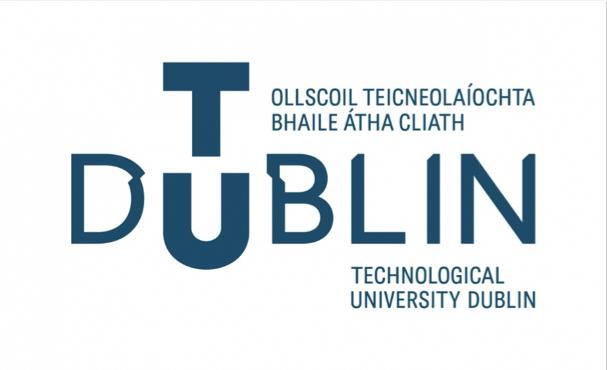 TU
DUBLIN
OLLSCOIL TEICNEOLAÍOCHTA
BHAILE ÁTHA CLIATH
TECHNOLOGICAL
UNIVERSITY DUBLIN